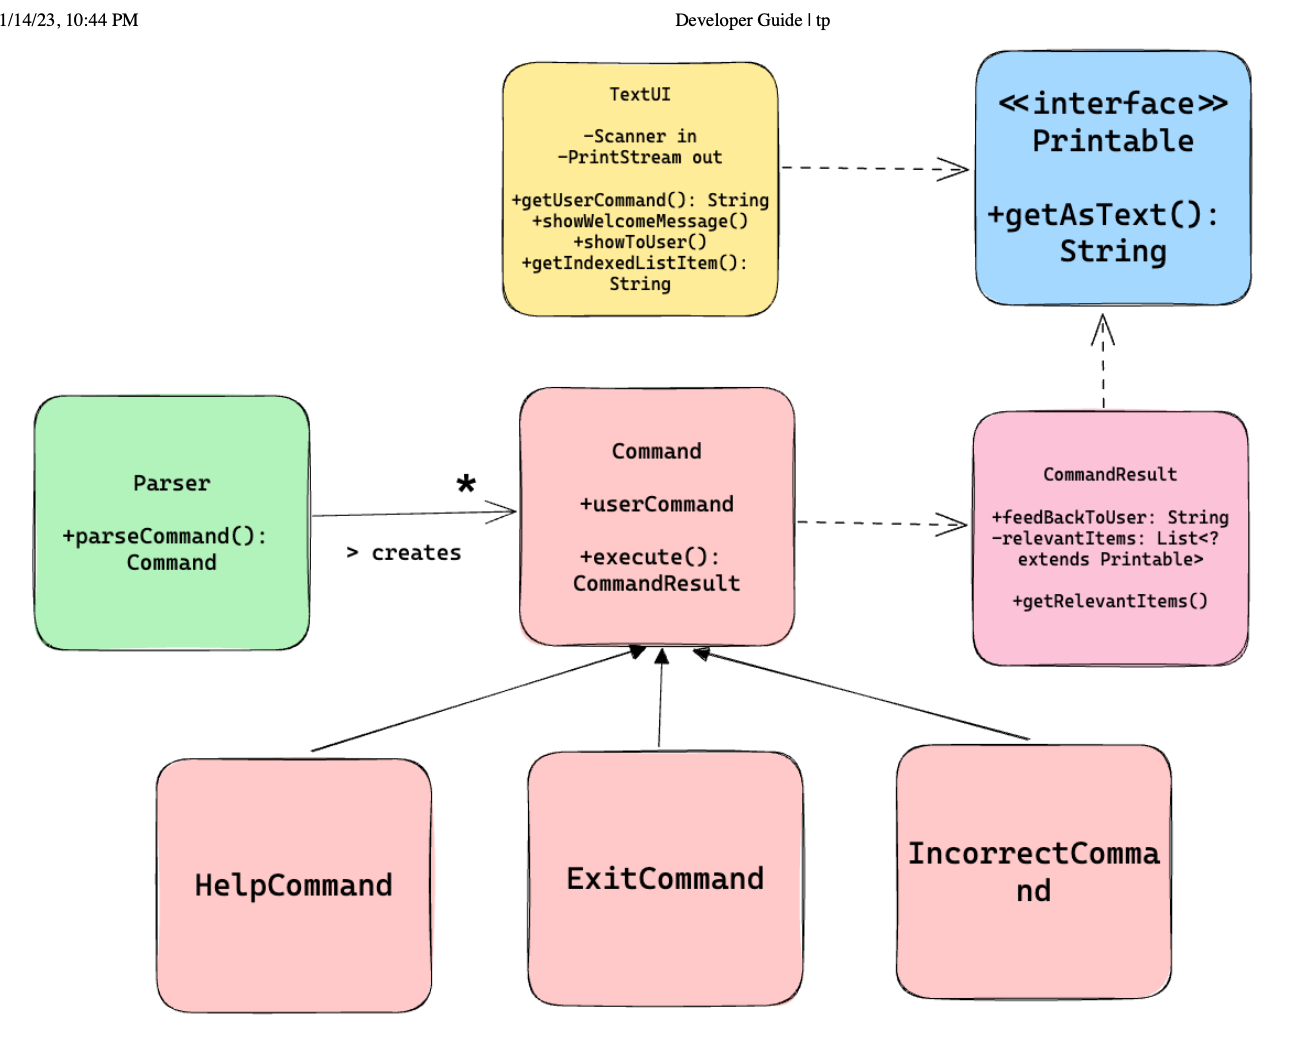 1/14/23, 10:44 PM
Developer Guide | tp
TextUI
-Scanner in
-PrintStream out
+getUserCommand(): String
+showWelcomeMessage()
+showToUser()
+getIndexedListItem():
String
<<interface>>
Printable
+getAsText():
String
Parser
+parseCommand():
Command
*
> creates
Command
+userCommand
+execute():
CommandResult
CommandResult
+feedBackToUser: String
-relevantItems: List<?
extends Printable>
+getRelevantItems()
HelpCommand
ExitCommand
IncorrectComma
nd